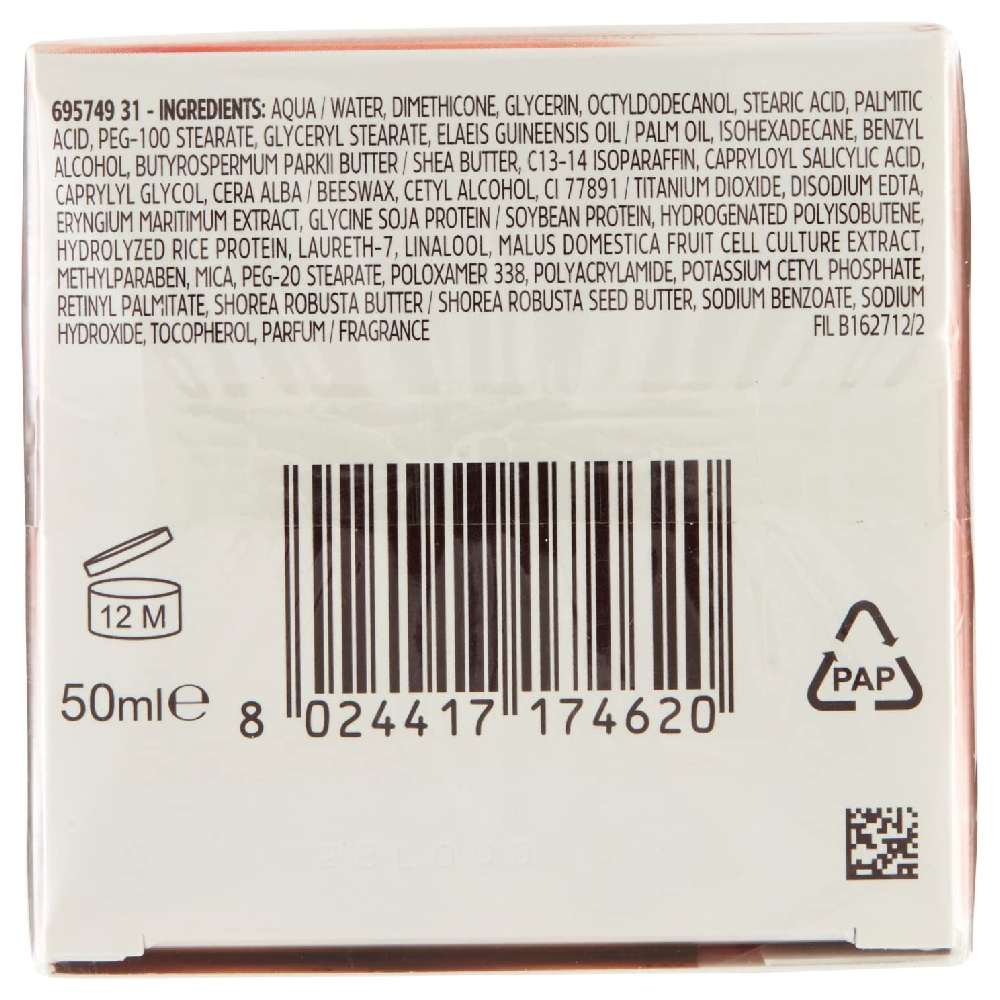 695749 31 - INGREDIENTS: AQUA / WATER, DIMETHICONE, GLYCERIN, OCTYLDODECANOL, STEARIC ACID, PALMITIC
ACID, PEG-100 STEARATE, GLYCERYL STEARATE, ELAEIS GUINEENSIS OIL / PALM OIL, ISOHEXADECANE, BENZYL
ALCOHOL, BUTYROSPERMUM PARKII BUTTER / SHEA BUTTER, C13-14 ISOPARAFFIN, CAPRYLOYL SALICYLIC ACID,
CAPRYLYL GLYCOL, CERA ALBA / BEESWAX, CETYL ALCOHOL, CI 77891 / TITANIUM DIOXIDE, DISODIUM EDTA,
ERYNGIUM MARITIMUM EXTRACT, GLYCINE SOJA PROTEIN / SOYBEAN PROTEIN, HYDROGENATED POLYISOBUTENE,
HYDROLYZED RICE PROTEIN, LAURETH-7, LINALOOL, MALUS DOMESTICA FRUIT CELL CULTURE EXTRACT,
METHYLPARABEN, MICA, PEG-20 STEARATE, POLOXAMER 338, POLYACRYLAMIDE, POTASSIUM CETYL PHOSPHATE,
RETINYL PALMITATE, SHOREA ROBUSTA BUTTER / SHOREA ROBUSTA SEED BUTTER, SODIUM BENZOATE, SODIUM
HYDROXIDE, TOCOPHEROL, PARFUM / FRAGRANCE FIL B162712/2
12 M
50ml℮
8 024417 174620
PAP